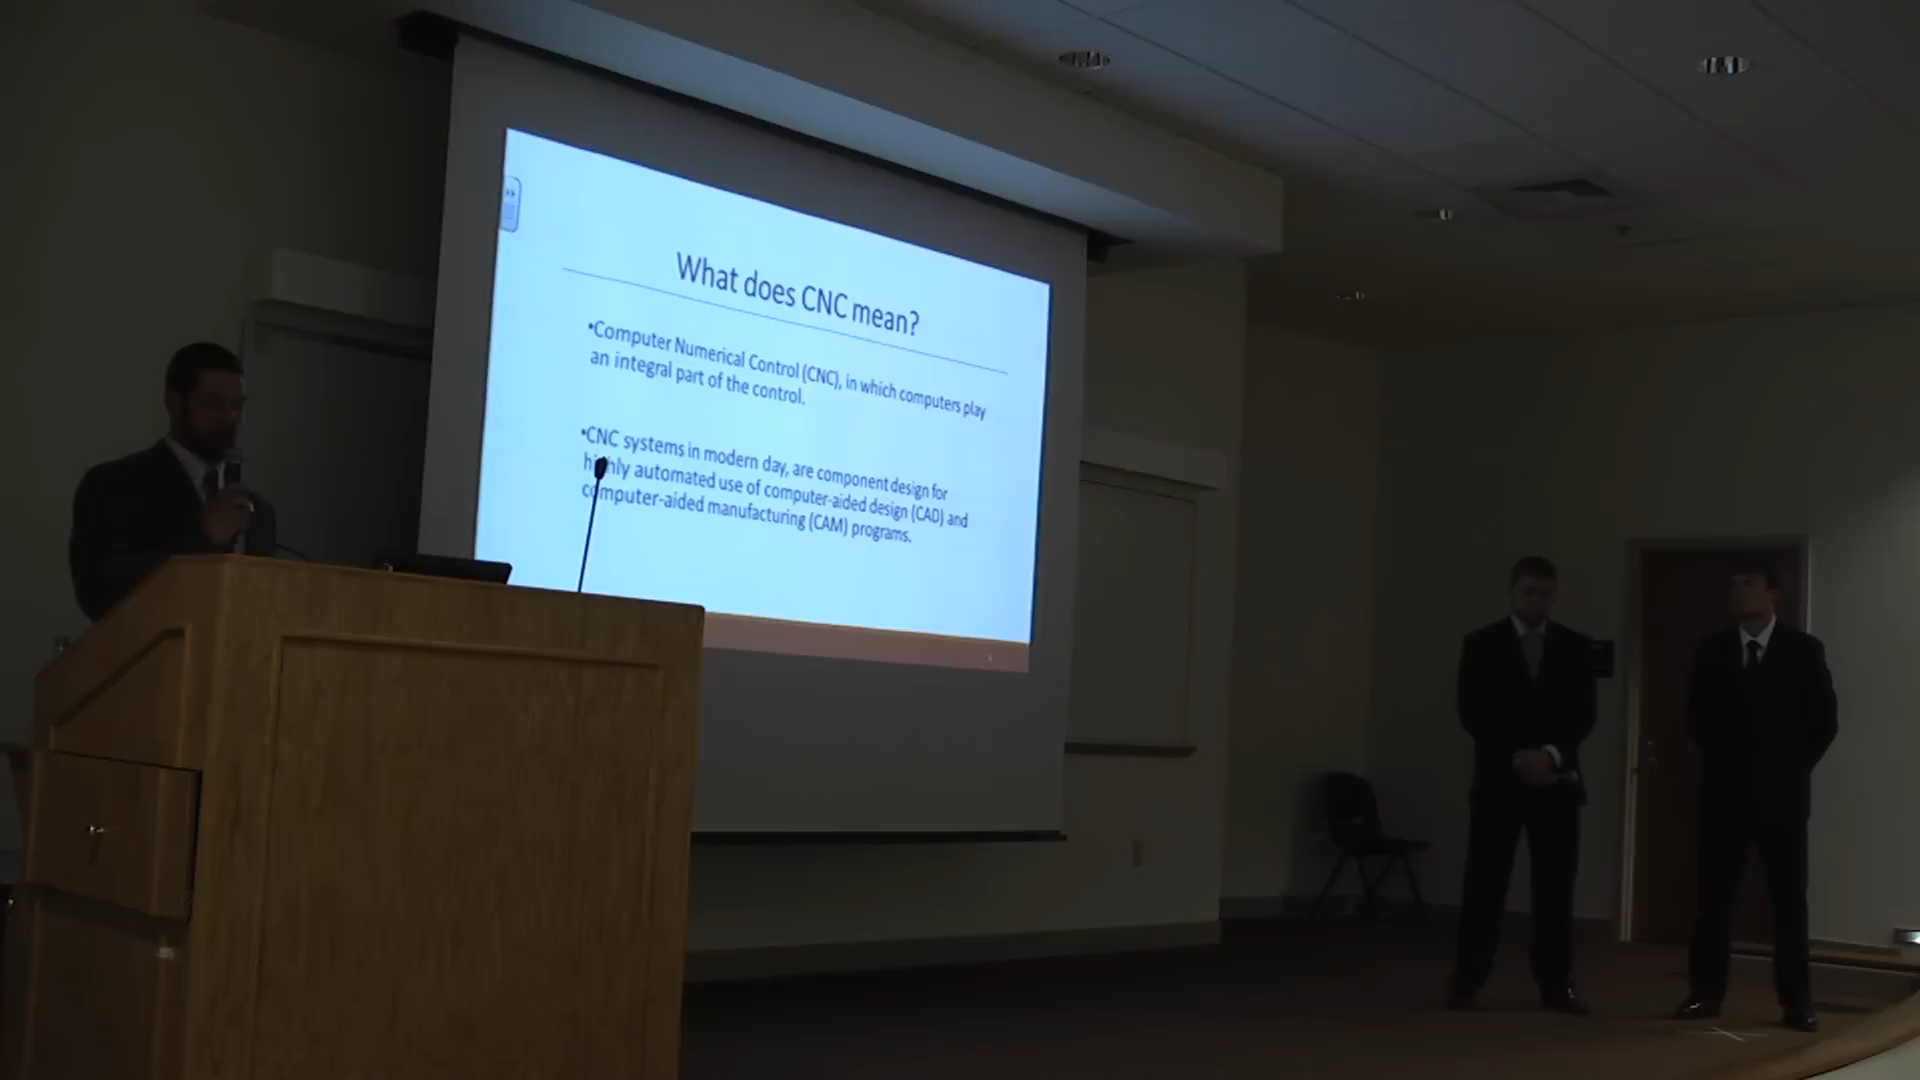 What does CNC mean?
•Computer Numerical Control (CNC), in which computers play
an integral part of the control.
•CNC systems in modern day, are component design for
highly automated use of computer-aided design (CAD) and
computer-aided manufacturing (CAM) programs.